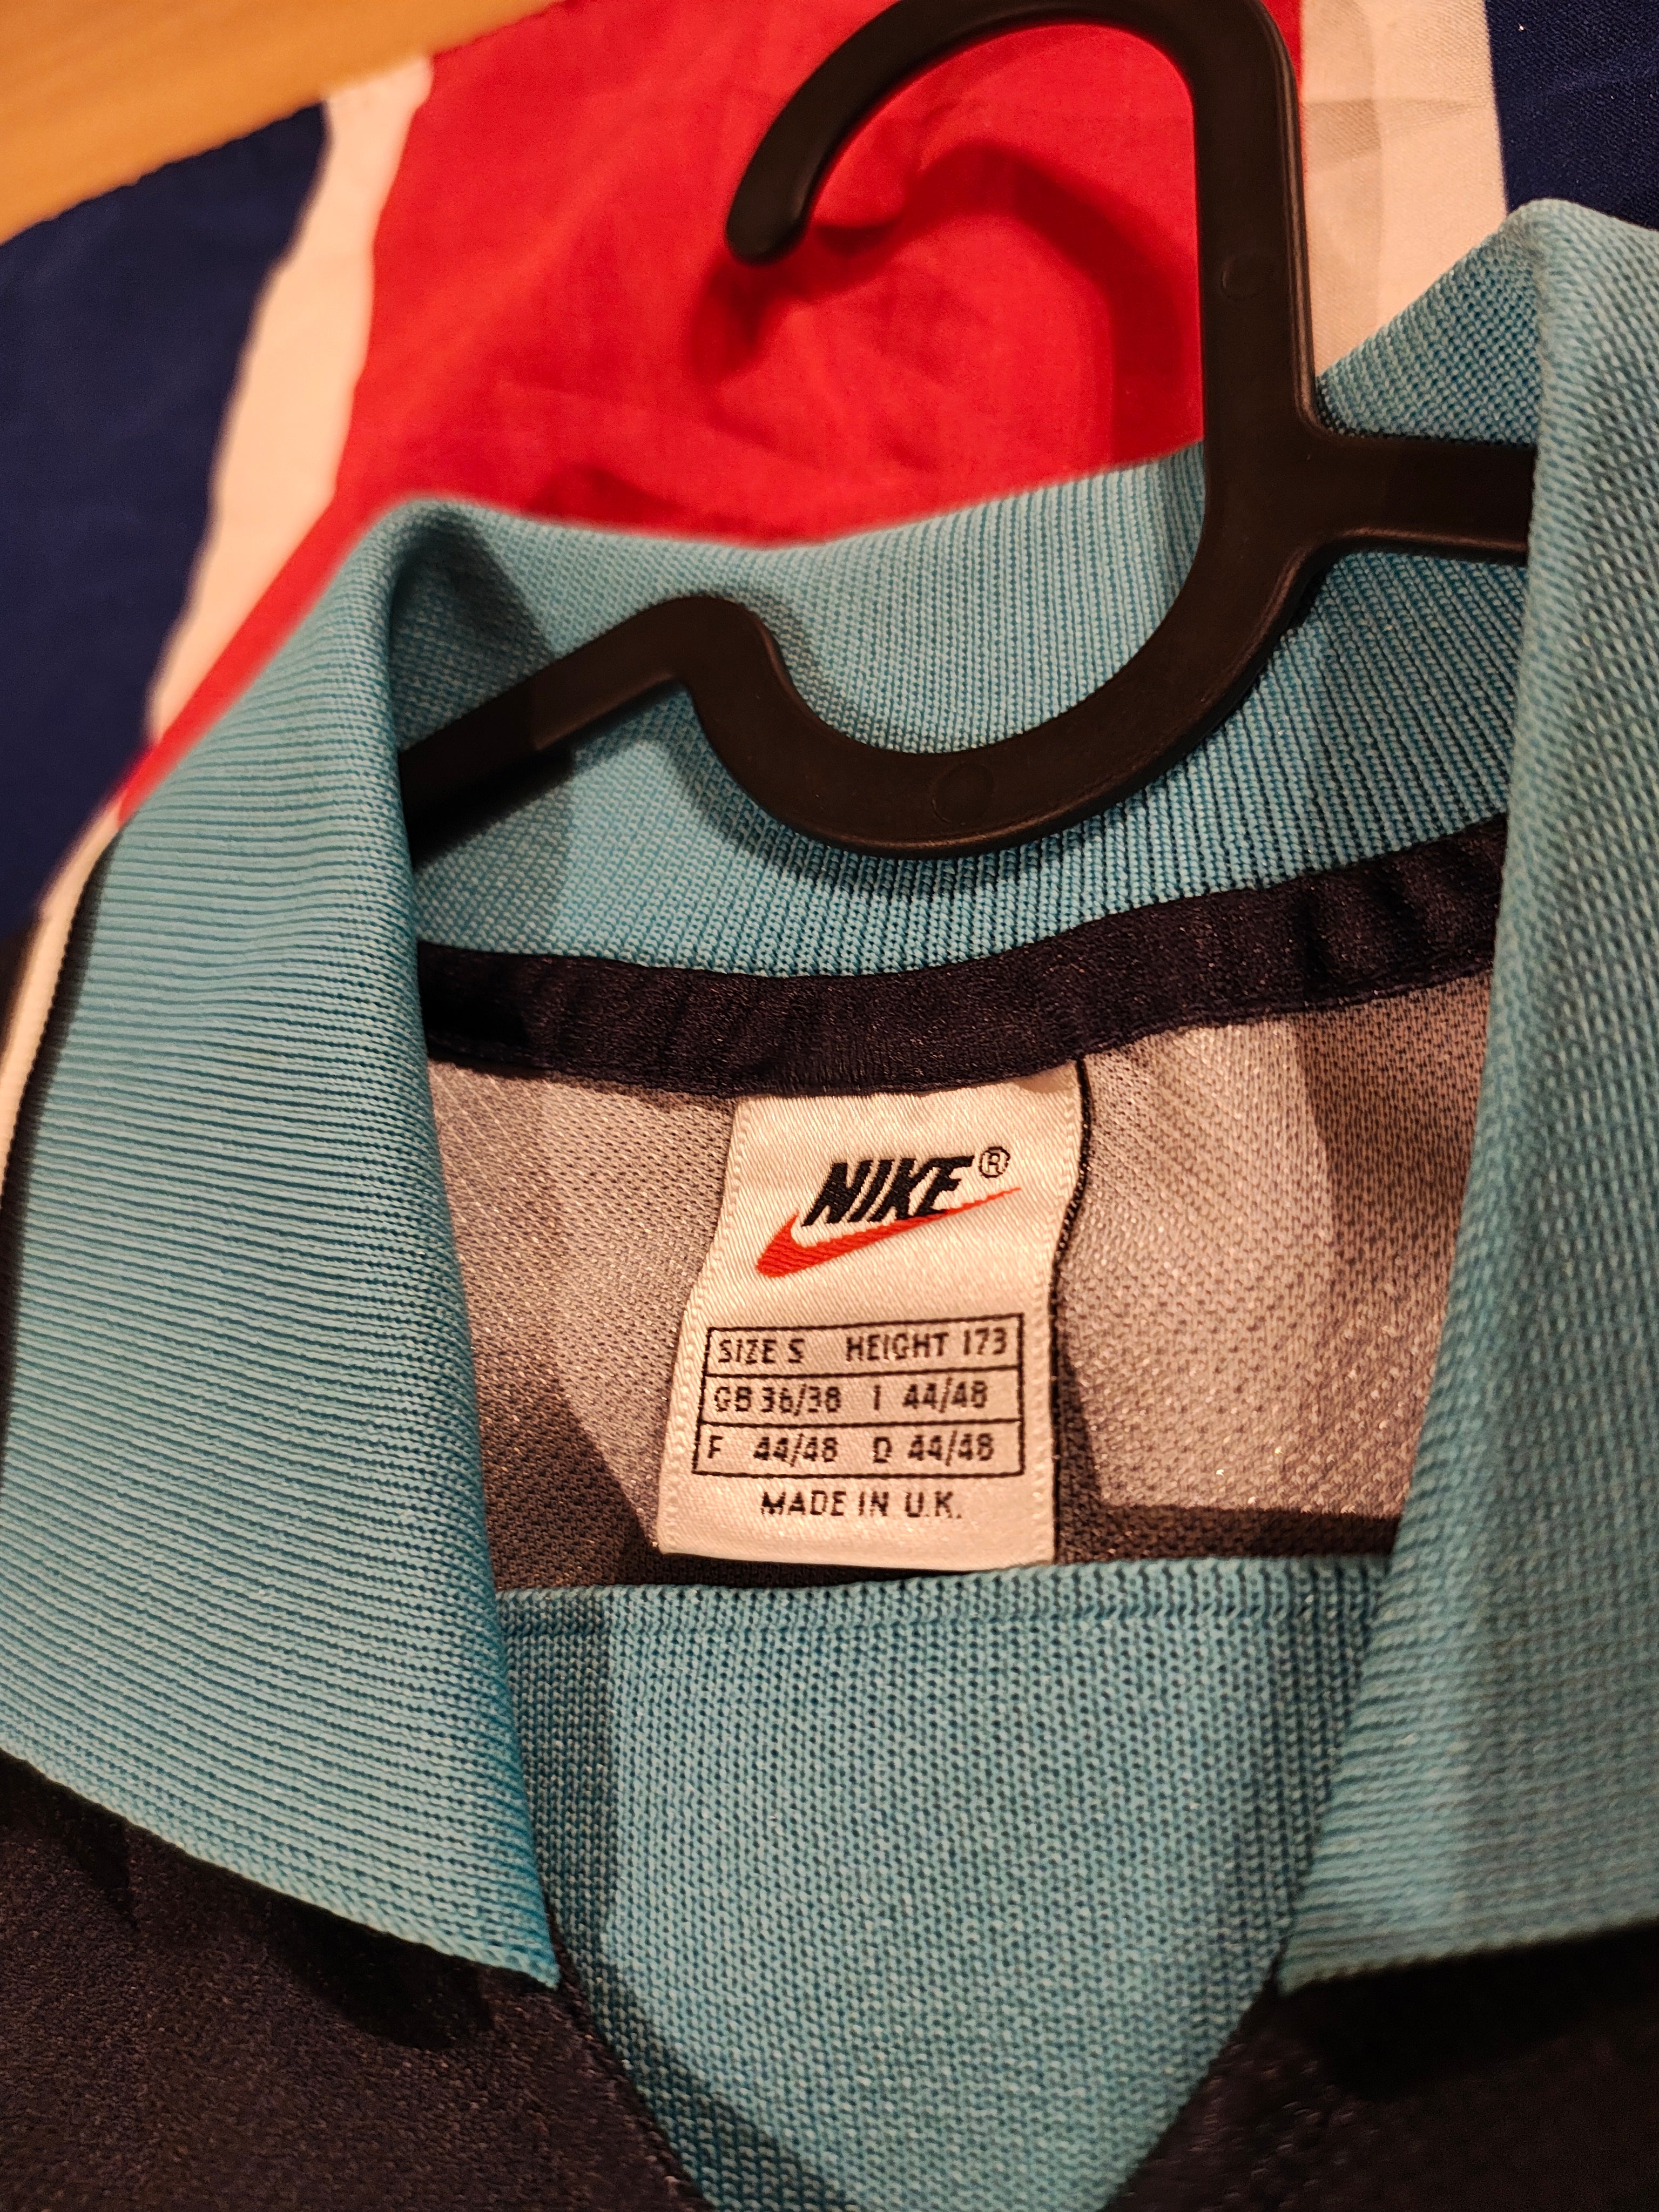 NIKE®
SIZE S HEIGHT 173
GB 36/38 I 44/48
F 44/48 D 44/48
MADE IN U.K.